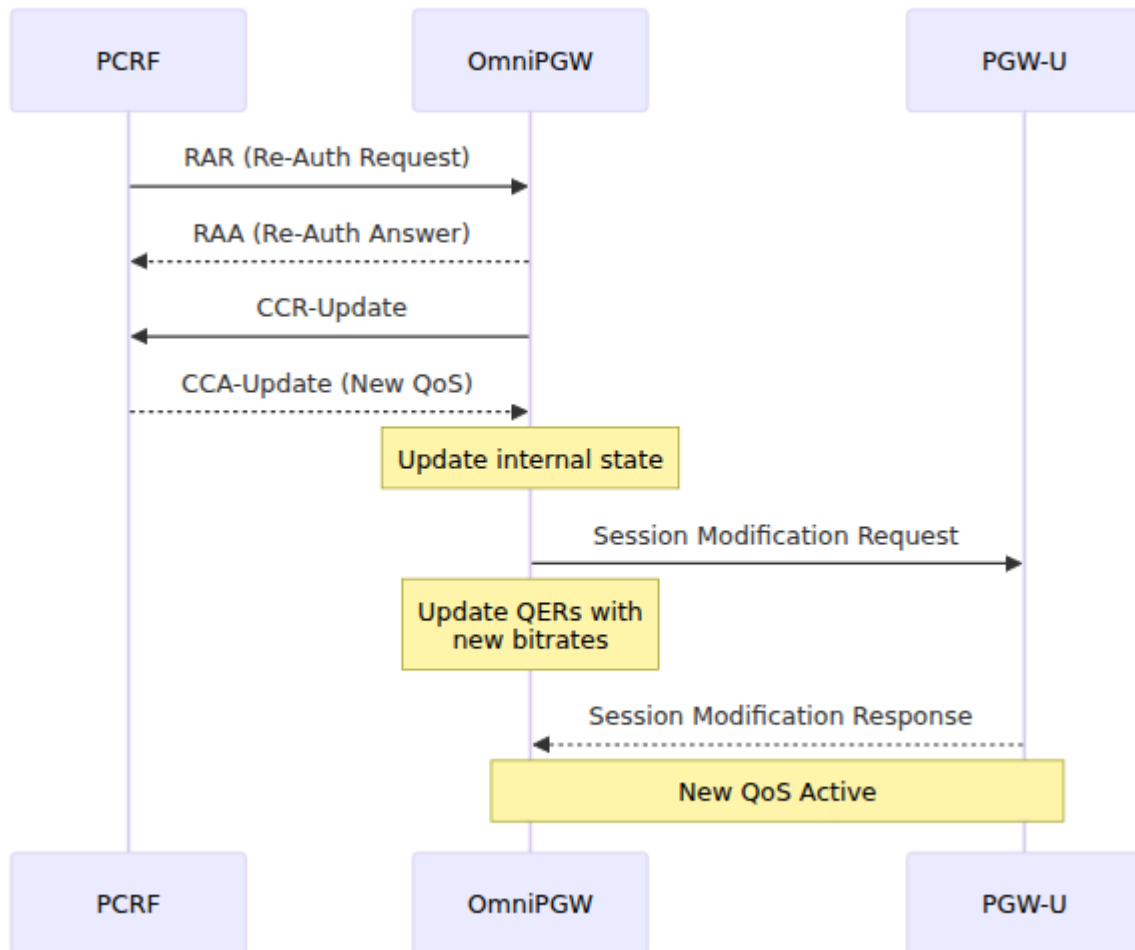 PCRF
OmniPGW
PGW-U
RAR (Re-Auth Request)
RAA (Re-Auth Answer)
CCR-Update
CCA-Update (New QoS)
Update internal state
Session Modification Request
Update QERs with
new bitrates
Session Modification Response
New QoS Active
PCRF
OmniPGW
PGW-U